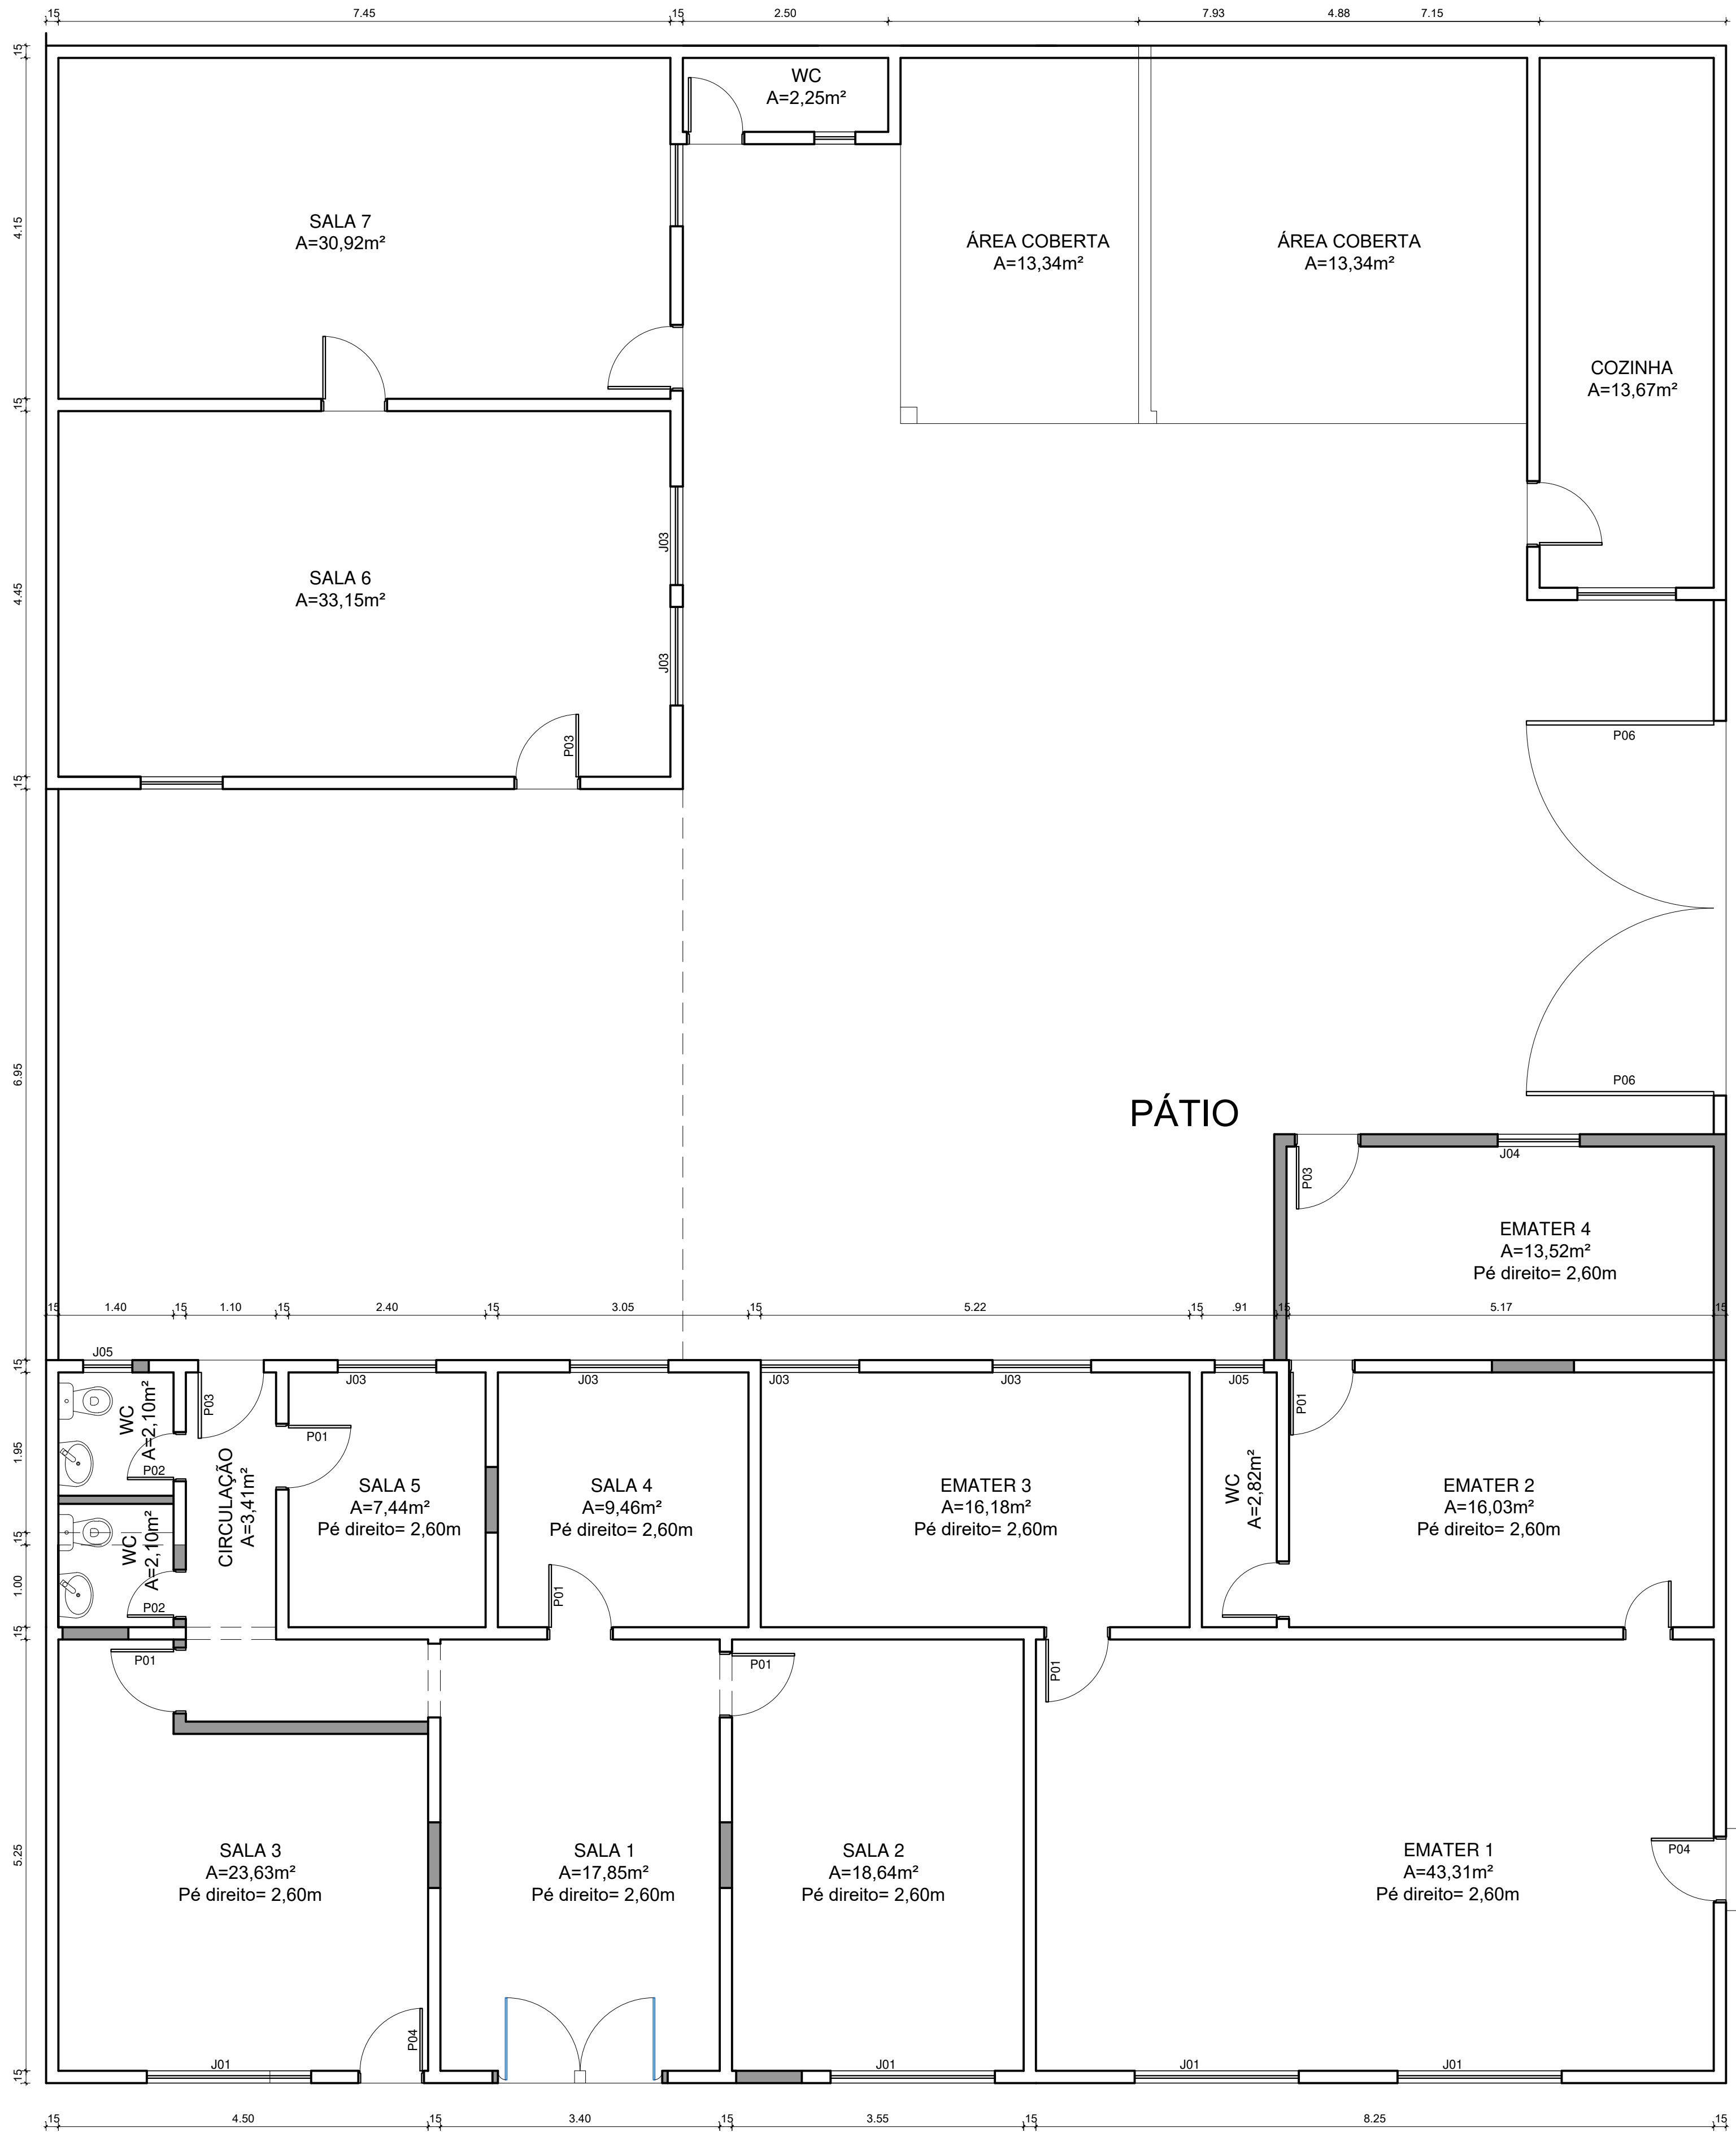 .15 7.45 .15 2.50 7.93 4.88 7.15
.15
WC
A=2,25m²
4.15
SALA 7
A=30,92m²
ÁREA COBERTA
A=13,34m²
ÁREA COBERTA
A=13,34m²
COZINHA
A=13,67m²
.15
J03
SALA 6
A=33,15m²
4.45
J03
P03
P06
.15
6.95
P06
PÁTIO
J04
P03
EMATER 4
A=13,52m²
Pé direito= 2,60m
.15 1.40 .15 1.10 .15 2.40 .15 3.05 .15 5.22 .15 .91 .15 5.17 .15
J05
.15
J03
J03
J03
J03
J05
P03
P01
P01
WC
A=2,10m²
P02
1.95
CIRCULAÇÃO
A=3,41m²
SALA 5
A=7,44m²
Pé direito= 2,60m
SALA 4
A=9,46m²
Pé direito= 2,60m
EMATER 3
A=16,18m²
Pé direito= 2,60m
WC
A=2,82m²
EMATER 2
A=16,03m²
Pé direito= 2,60m
.15
WC
A=2,10m²
1.00
P02
P01
.15
P01
P01
P01
5.25
SALA 3
A=23,63m²
Pé direito= 2,60m
SALA 1
A=17,85m²
Pé direito= 2,60m
SALA 2
A=18,64m²
Pé direito= 2,60m
EMATER 1
A=43,31m²
Pé direito= 2,60m
P04
P04
J01
J01
J01
J01
.15
.15 4.50 .15 3.40 .15 3.55 .15 8.25 .15